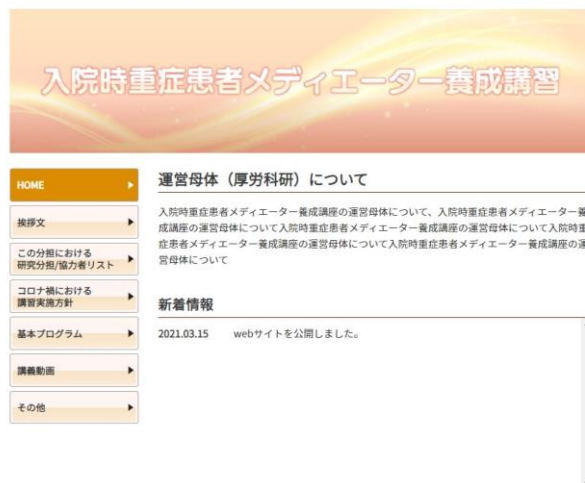 入院時重症患者メディエーター養成講習
HOME
挨拶文
この分担における
研究分担/協力者リスト
コロナ禍における
講習実施方針
基本プログラム
講義動画
その他
運営母体（厚労科研）について
入院時重症患者メディエーター養成講座の運営母体について、入院時重症患者メディエーター養
成講座の運営母体について入院時重症患者メディエーター養成講座の運営母体について入院時重
症患者メディエーター養成講座の運営母体について入院時重症患者メディエーター養成講座の運
営母体について
新着情報
2021.03.15 webサイトを公開しました。